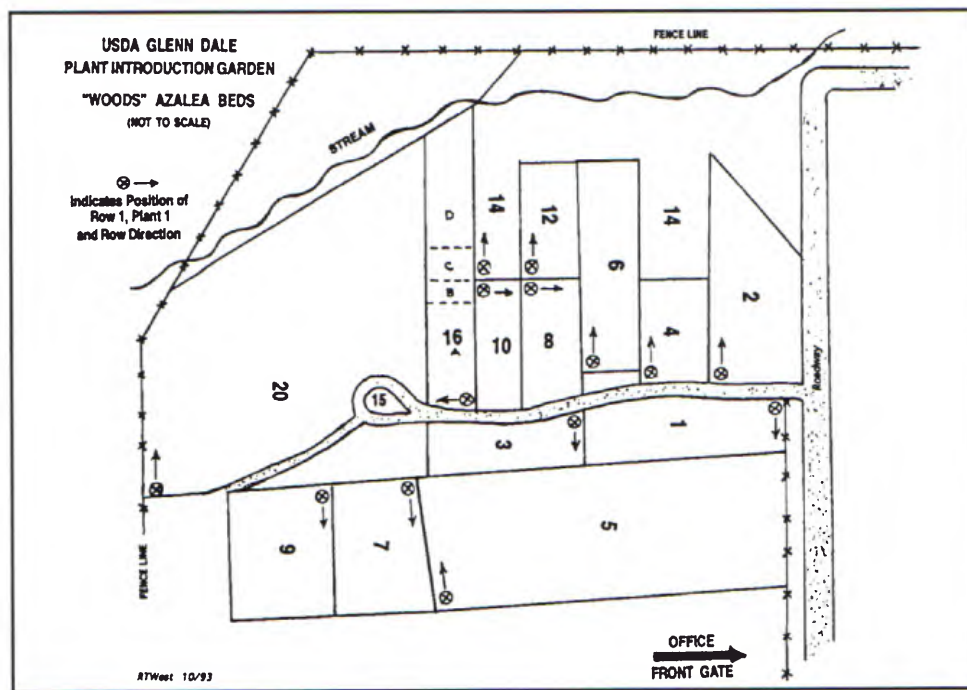 FENCE LINE
USDA GLENN DALE
PLANT INTRODUCTION GARDEN
"WOODS" AZALEA BEDS
(NOT TO SCALE)
STREAM
Indicates Position of
Row 1, Plant 1
and Row Direction
D
C
B
16
A
14
12
10
8
6
14
4
2
Roadway
20
15
3
1
5
7
9
FENCE LINE
OFFICE
FRONT GATE
RTWest 10/93